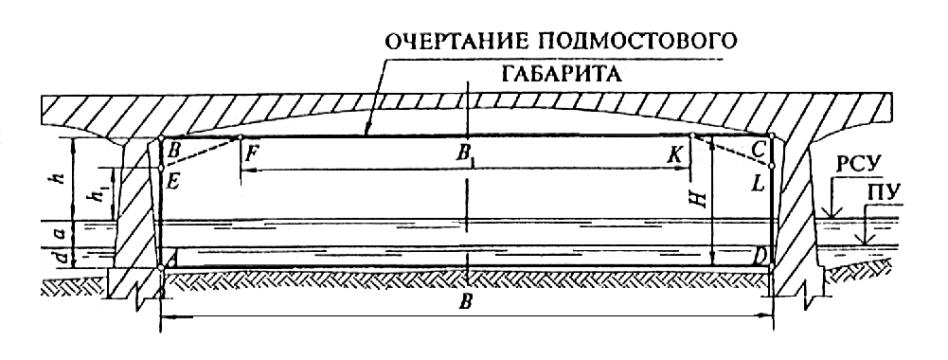 ОЧЕРТАНИЕ ПОДМОСТОВОГО
ГАБАРИТА
B F B₁ K C
E L
h h₁ H
РСУ
ПУ
a
d A D
B